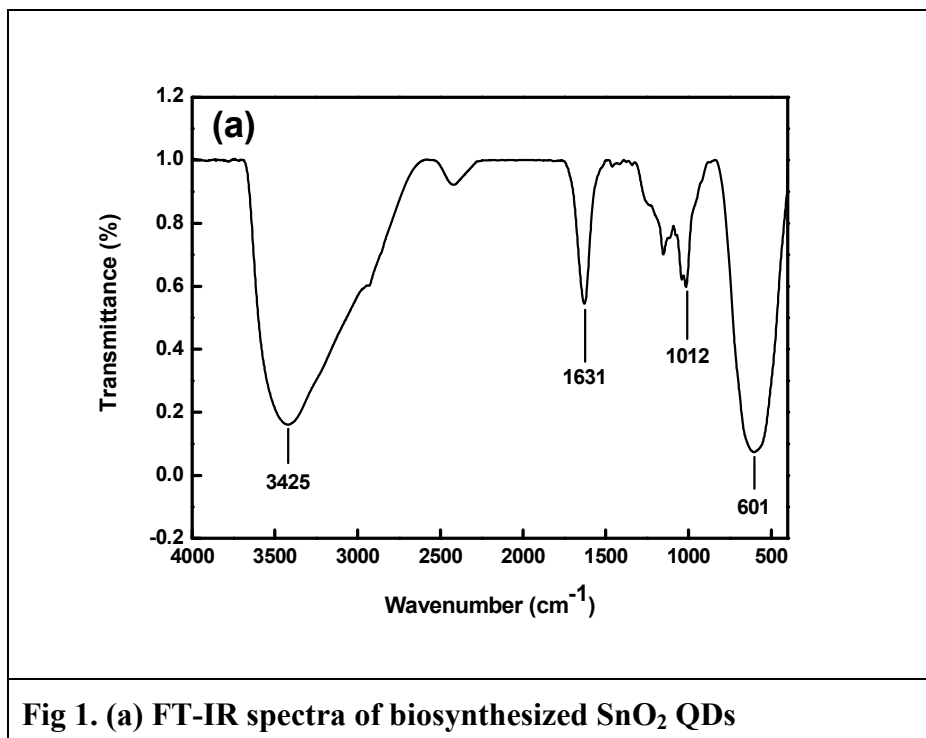 (a)
1.2
1.0
0.8
0.6
0.4
0.2
0.0
-0.2
Transmittance (%)
3425
1631
1012
601
4000 3500 3000 2500 2000 1500 1000 500
Wavenumber (cm⁻¹)
Fig 1. (a) FT-IR spectra of biosynthesized SnO₂ QDs